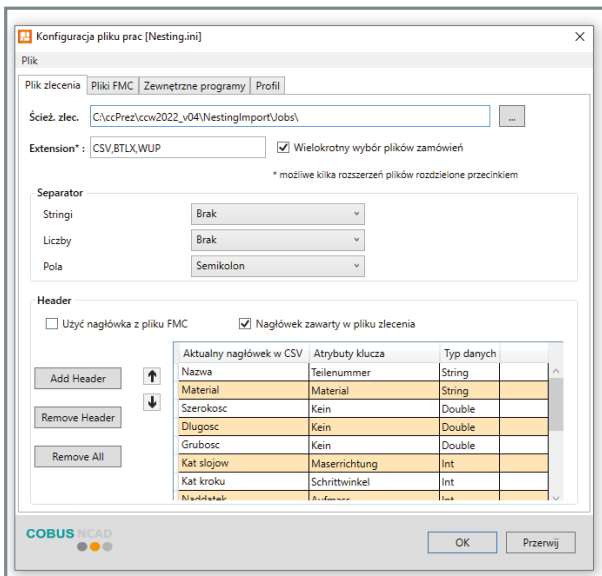 Konfiguracja pliku prac [Nesting.ini]
Plik
Plik zlecenia Pliki FMC Zewnętrzne programy Profil
Ścież. zlec. C:\ccPrez\ccw2022_v04\NestingImport\Jobs\ ...
Extension* : CSV,BTLX,WUP Wielokrotny wybór plików zamówień
* możliwe kilka rozszerzeń plików rozdzielone przecinkiem
Separator
Stringi Brak
Liczby Brak
Pola Semikolon
Header
Użyć nagłówka z pliku FMC Nagłówek zawarty w pliku zlecenia
Aktualny nagłówek w CSV Atrybuty klucza Typ danych
Add Header
Remove Header
Remove All
Nazwa Teilenummer String
Material Material String
Szerokosc Kein Double
Dlugosc Kein Double
Grubosc Kein Double
Kat slojow Maserrichtung Int
Kat kroku Schrittwinkel Int
Naddatek Aufmass Int
COBUS NCAD
OK Przerwij